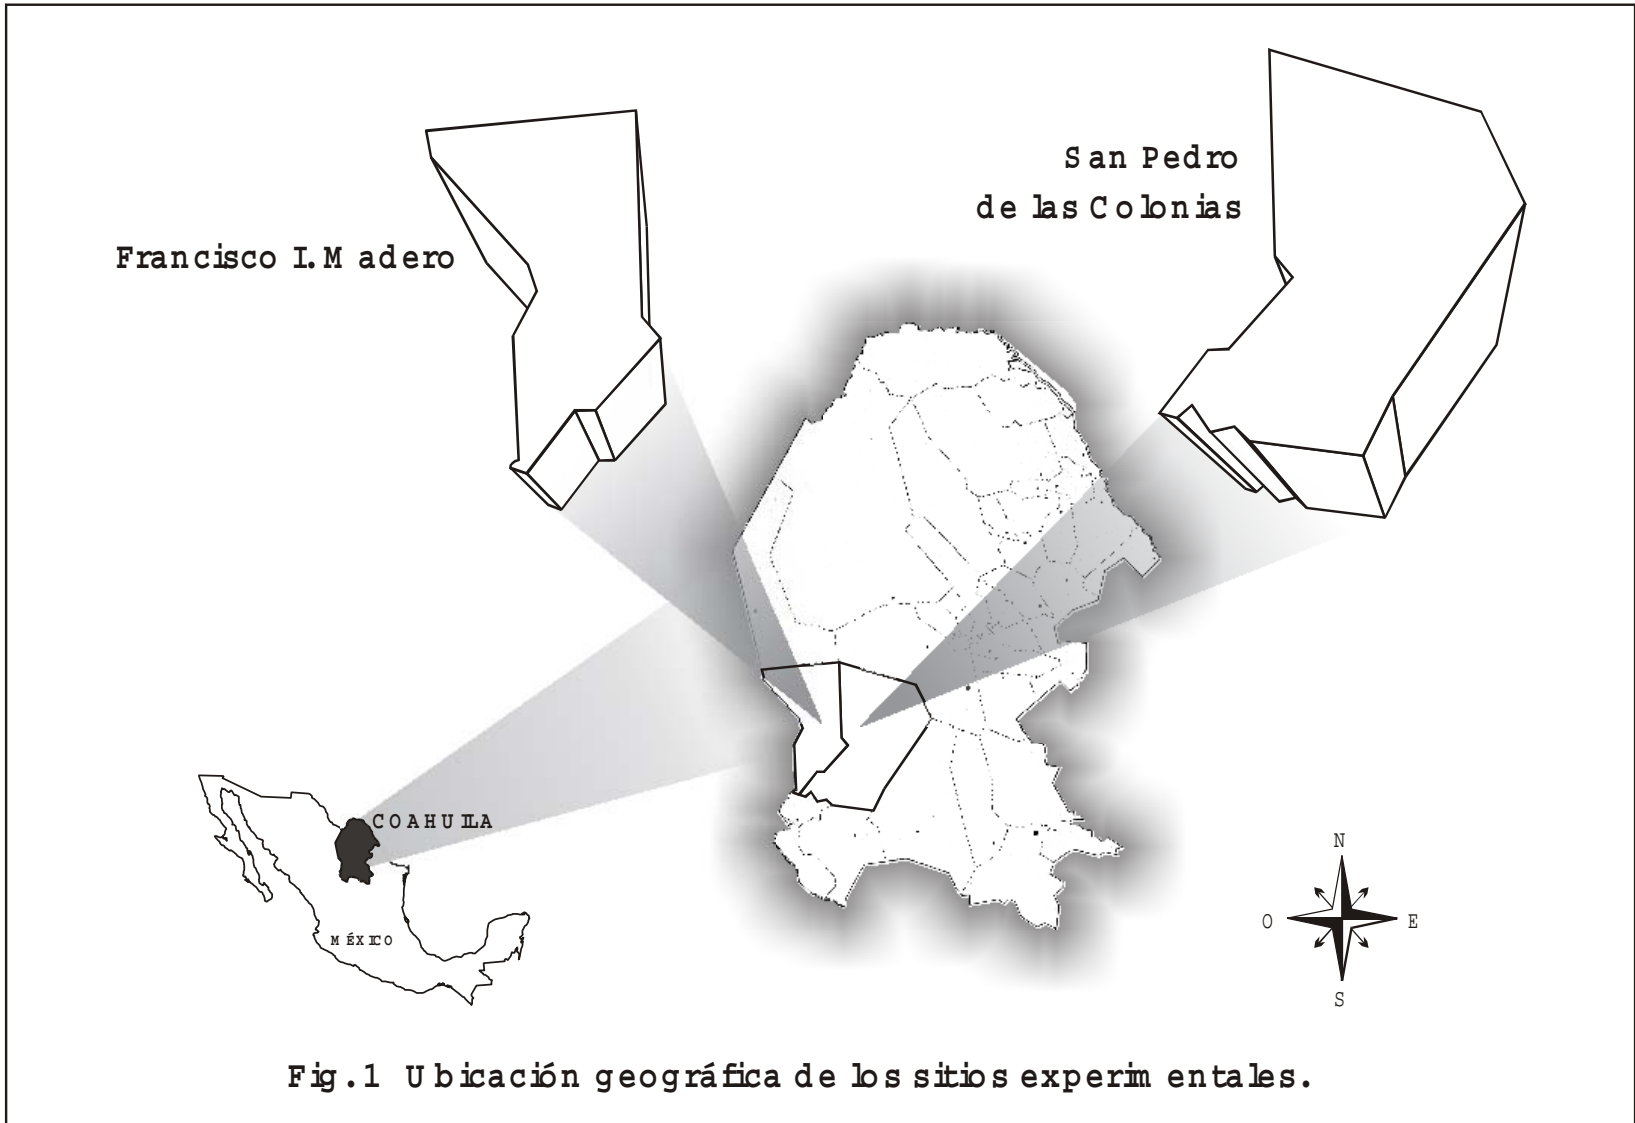 San Pedro
de las Colonias
Francisco I. Madero
COAHUILA
MÉXICO
N
O
E
S
Fig.1 Ubicación geográfica de los sitios experimentales.